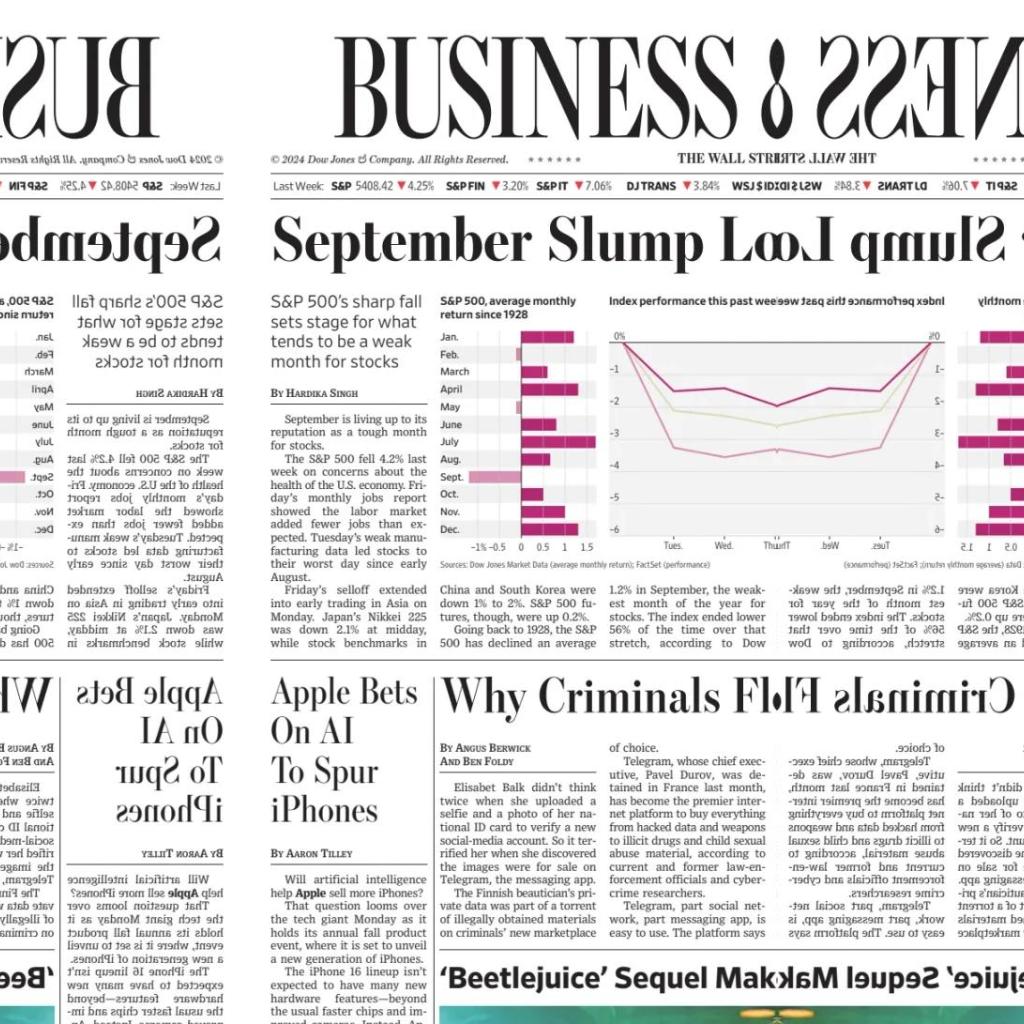 BUSINESS
© 2024 Dow Jones & Company. All Rights Reserved.
******
THE WALL STR
Last Week: S&P 5408.42 ▼4.25% S&P FIN ▼3.20% S&P IT ▼7.06% DJ TRANS ▼3.84% WSJ $ IDX
September Slump Loo
S&P 500's sharp fall
sets stage for what
tends to be a weak
month for stocks
BY HARDIKA SINGH
September is living up to its
reputation as a tough month
for stocks.
The S&P 500 fell 4.2% last
week on concerns about the
health of the U.S. economy. Fri-
day's monthly jobs report
showed the labor market
added fewer jobs than ex-
pected. Tuesday's weak manu-
facturing data led stocks to
their worst day since early
August.
Friday's selloff extended
into early trading in Asia on
Monday. Japan's Nikkei 225
was down 2.1% at midday,
while stock benchmarks in
S&P 500, average monthly
return since 1928
Jan.
Feb.
March
April
May
June
July
Aug.
Sept.
Oct.
Nov.
Dec.
-1% -0.5 0 0.5 1 1.5
Index performance this past wee
0%
-1
-2
-3
-4
-5
-6
Tues. Wed. Thu
Sources: Dow Jones Market Data (average monthly return); FactSet (performance)
China and South Korea were
down 1% to 2%. S&P 500 fu-
tures, though, were up 0.2%.
Going back to 1928, the S&P
500 has declined an average
1.2% in September, the weak-
est month of the year for
stocks. The index ended lower
56% of the time over that
stretch, according to Dow
Apple Bets
On AI
To Spur
iPhones
BY AARON TILLEY
Will artificial intelligence
help Apple sell more iPhones?
That question looms over
the tech giant Monday as it
holds its annual fall product
event, where it is set to unveil
a new generation of iPhones.
The iPhone 16 lineup isn't
expected to have many new
hardware features—beyond
the usual faster chips and im-
proved cameras. Instead, Ap-
Why Criminals Fl
BY ANGUS BERWICK
AND BEN FOLDY
Elisabet Balk didn't think
twice when she uploaded a
selfie and a photo of her na-
tional ID card to verify a new
social-media account. So it ter-
rified her when she discovered
the images were for sale on
Telegram, the messaging app.
The Finnish beautician's pri-
vate data was part of a torrent
of illegally obtained materials
on criminals' new marketplace
of choice.
Telegram, whose chief exec-
utive, Pavel Durov, was de-
tained in France last month,
has become the premier inter-
net platform to buy everything
from hacked data and weapons
to illicit drugs and child sexual
abuse material, according to
current and former law-en-
forcement officials and cyber-
crime researchers.
Telegram, part social net-
work, part messaging app, is
easy to use. The platform says
'Beetlejuice' Sequel Mak